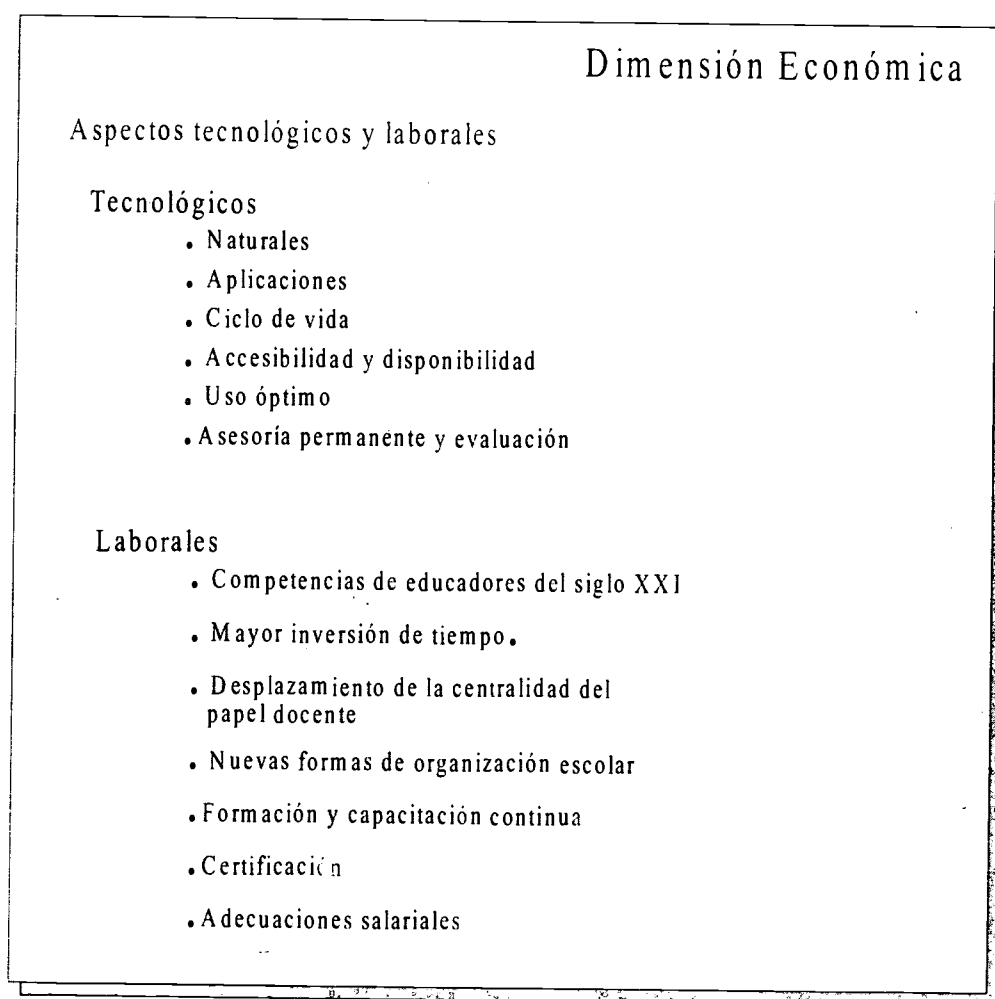 Dimensión Económica
Aspectos tecnológicos y laborales
Tecnológicos
. Naturales
. Aplicaciones
. Ciclo de vida
. Accesibilidad y disponibilidad
. Uso óptimo
. Asesoría permanente y evaluación
Laborales
. Competencias de educadores del siglo XXI
. Mayor inversión de tiempo.
. Desplazamiento de la centralidad del
papel docente
. Nuevas formas de organización escolar
. Formación y capacitación continua
. Certificación
. Adecuaciones salariales